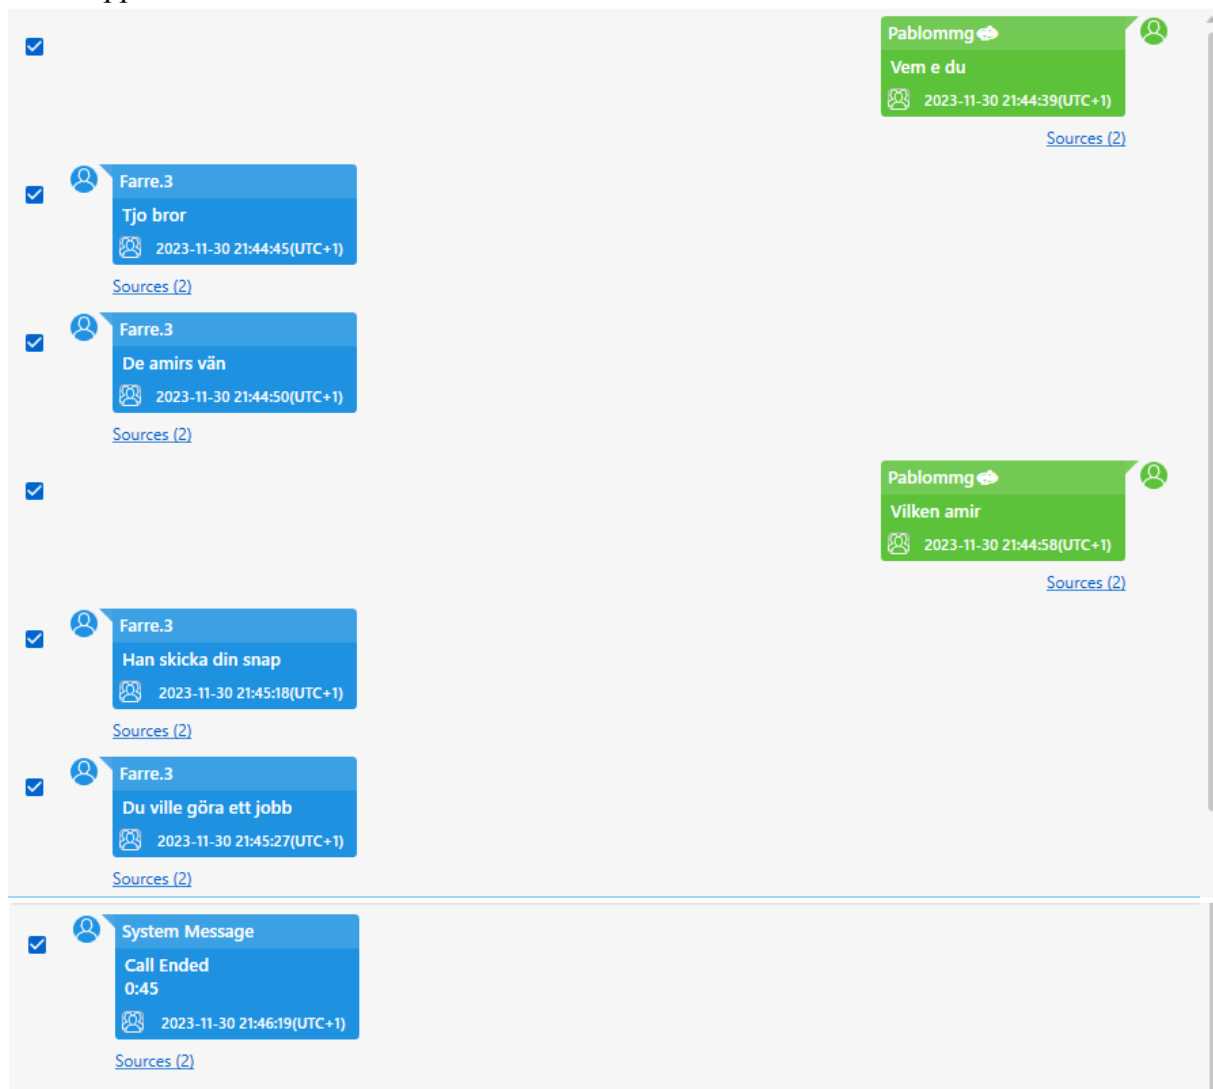 Pablommg
Vem e du
2023-11-30 21:44:39(UTC+1)
Sources (2)
Farre.3
Tjo bror
2023-11-30 21:44:45(UTC+1)
Sources (2)
Farre.3
De amirs vän
2023-11-30 21:44:50(UTC+1)
Sources (2)
Pablommg
Vilken amir
2023-11-30 21:44:58(UTC+1)
Sources (2)
Farre.3
Han skicka din snap
2023-11-30 21:45:18(UTC+1)
Sources (2)
Farre.3
Du ville göra ett jobb
2023-11-30 21:45:27(UTC+1)
Sources (2)
System Message
Call Ended
0:45
2023-11-30 21:46:19(UTC+1)
Sources (2)